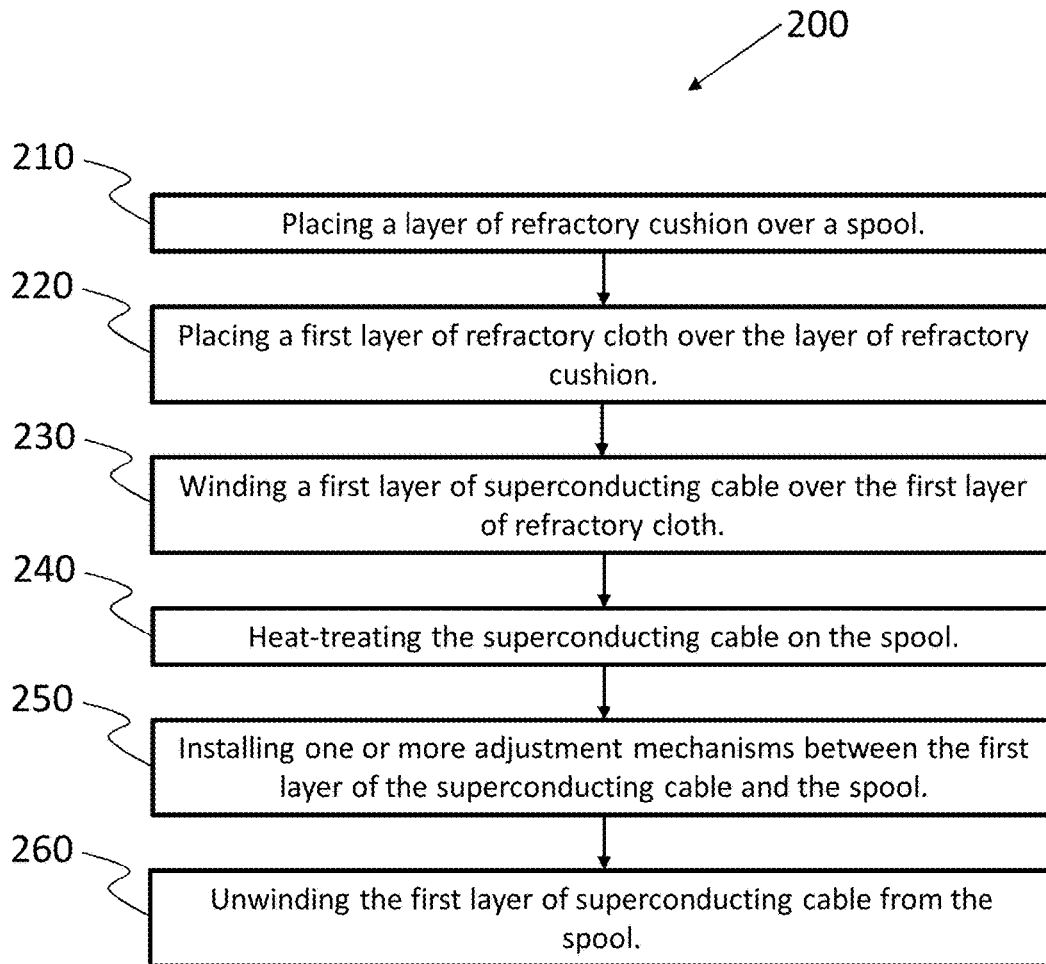 200
210
Placing a layer of refractory cushion over a spool.
220
Placing a first layer of refractory cloth over the layer of refractory
cushion.
230
Winding a first layer of superconducting cable over the first layer
of refractory cloth.
240
Heat-treating the superconducting cable on the spool.
250
Installing one or more adjustment mechanisms between the first
layer of the superconducting cable and the spool.
260
Unwinding the first layer of superconducting cable from the
spool.